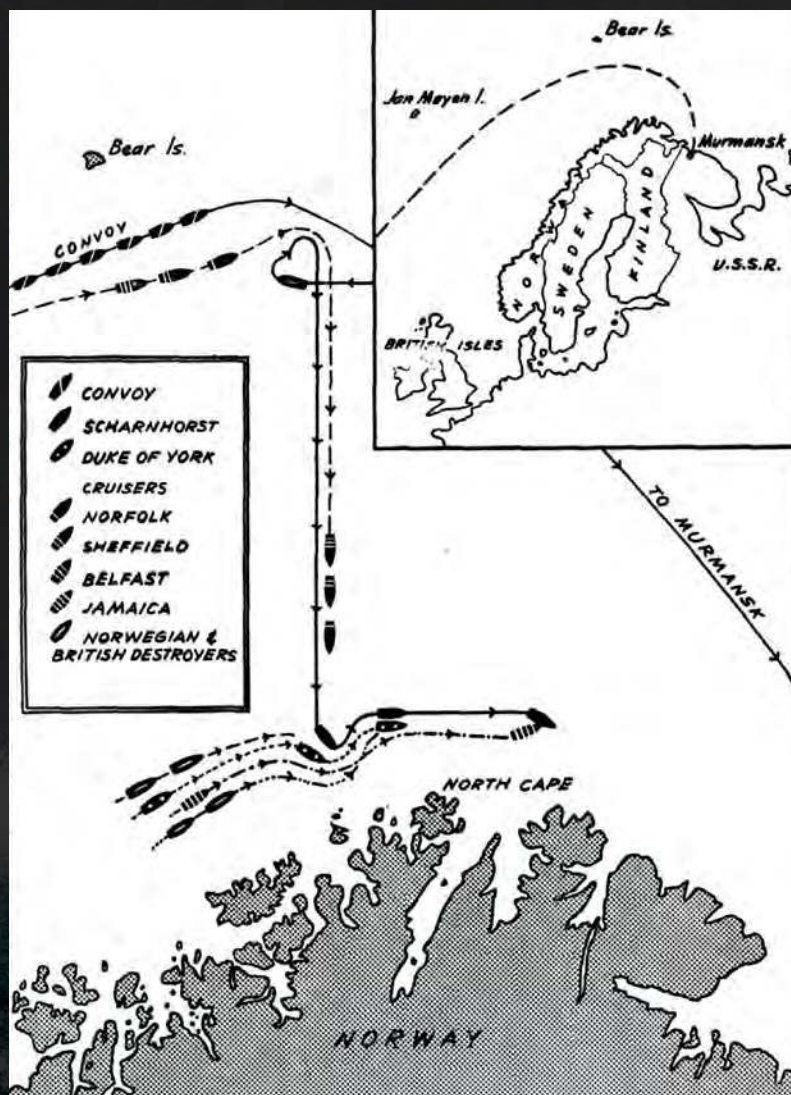 Bear Is.
Jan Mayen I.
Murmansk
NORWAY
SWEDEN
KINLAND
U.S.S.R.
BRITISH ISLES
Bear Is.
CONVOY
CONVOY
SCHARNHORST
DUKE OF YORK
CRUISERS
NORFOLK
SHEFFIELD
BELFAST
JAMAICA
NORWEGIAN &
BRITISH DESTROYERS
TO MURMANSK
NORTH CAPE
NORWAY